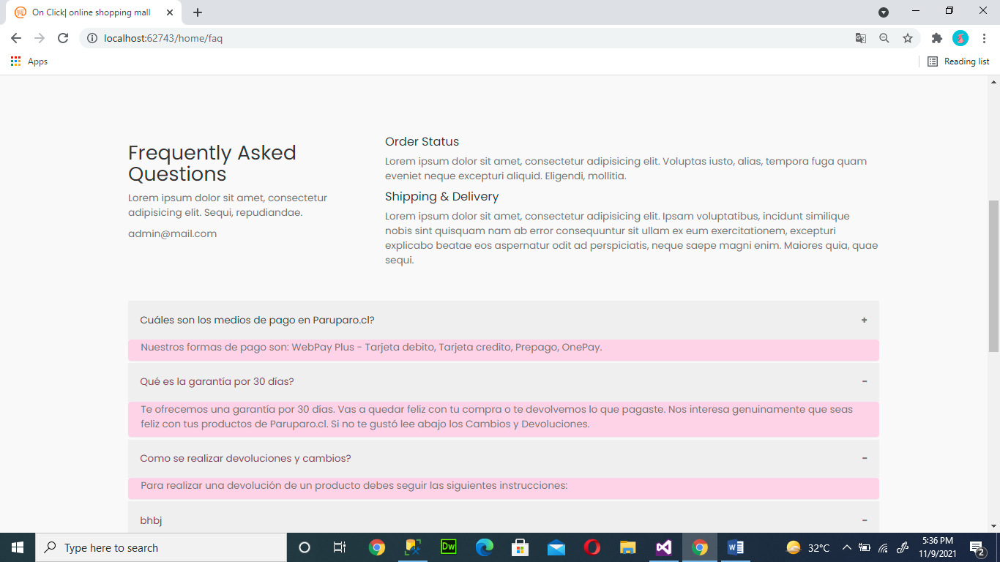 On Click| online shopping mall
localhost:62743/home/faq
Apps
Reading list
Frequently Asked
Questions
Lorem ipsum dolor sit amet, consectetur
adipisicing elit. Sequi, repudiandae.
admin@mail.com
Order Status
Lorem ipsum dolor sit amet, consectetur adipisicing elit. Voluptas iusto, alias, tempora fuga quam
eveniet neque excepturi aliquid. Eligendi, mollitia.
Shipping & Delivery
Lorem ipsum dolor sit amet, consectetur adipisicing elit. Ipsam voluptatibus, incidunt similique
nobis sint quisquam nam ab error consequuntur sit ullam ex eum exercitationem, excepturi
explicabo beatae eos aspernatur odit ad perspiciatis, neque saepe magni enim. Maiores quia, quae
sequi.
Cuáles son los medios de pago en Paruparo.cl? +
Nuestros formas de pago son: WebPay Plus - Tarjeta debito, Tarjeta credito, Prepago, OnePay.
Qué es la garantía por 30 días? -
Te ofrecemos una garantía por 30 días. Vas a quedar feliz con tu compra o te devolvemos lo que pagaste. Nos interesa genuinamente que seas
feliz con tus productos de Paruparo.cl. Si no te gustó lee abajo los Cambios y Devoluciones.
Como se realizar devoluciones y cambios? -
Para realizar una devolución de un producto debes seguir las siguientes instrucciones:
bhbj -
Type here to search
Dw
32°C
5:36 PM
11/9/2021
2